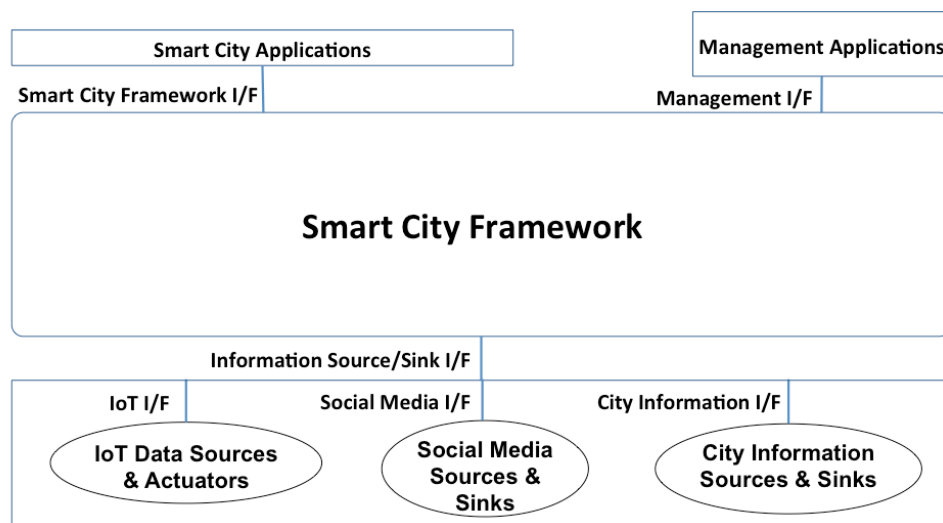 Smart City Applications
Management Applications
Smart City Framework I/F
Management I/F
Smart City Framework
Information Source/Sink I/F
IoT I/F
Social Media I/F
City Information I/F
IoT Data Sources
& Actuators
Social Media
Sources &
Sinks
City Information
Sources & Sinks